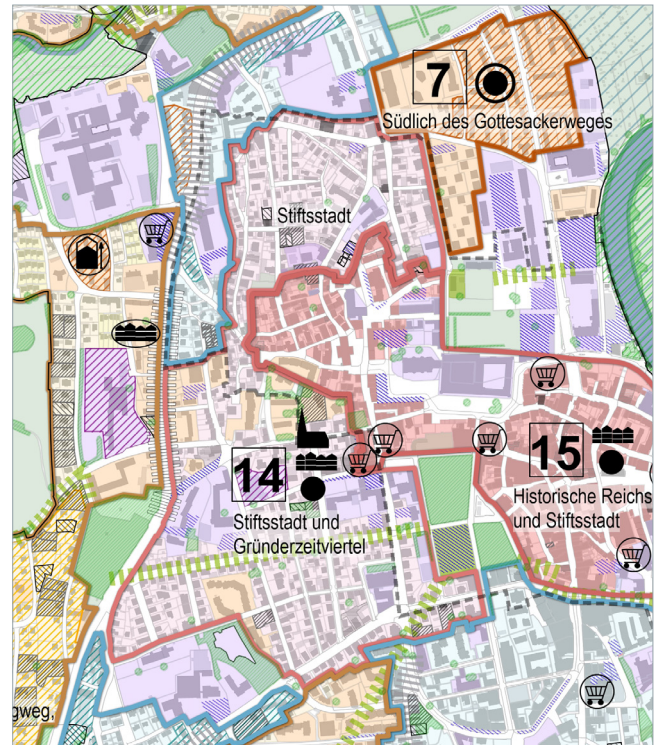 7
Südlich des Gottesackerweges
Stiftsstadt
14
Stiftsstadt und
Gründerzeitviertel
15
Historische Reichs
und Stiftsstadt
gweg,